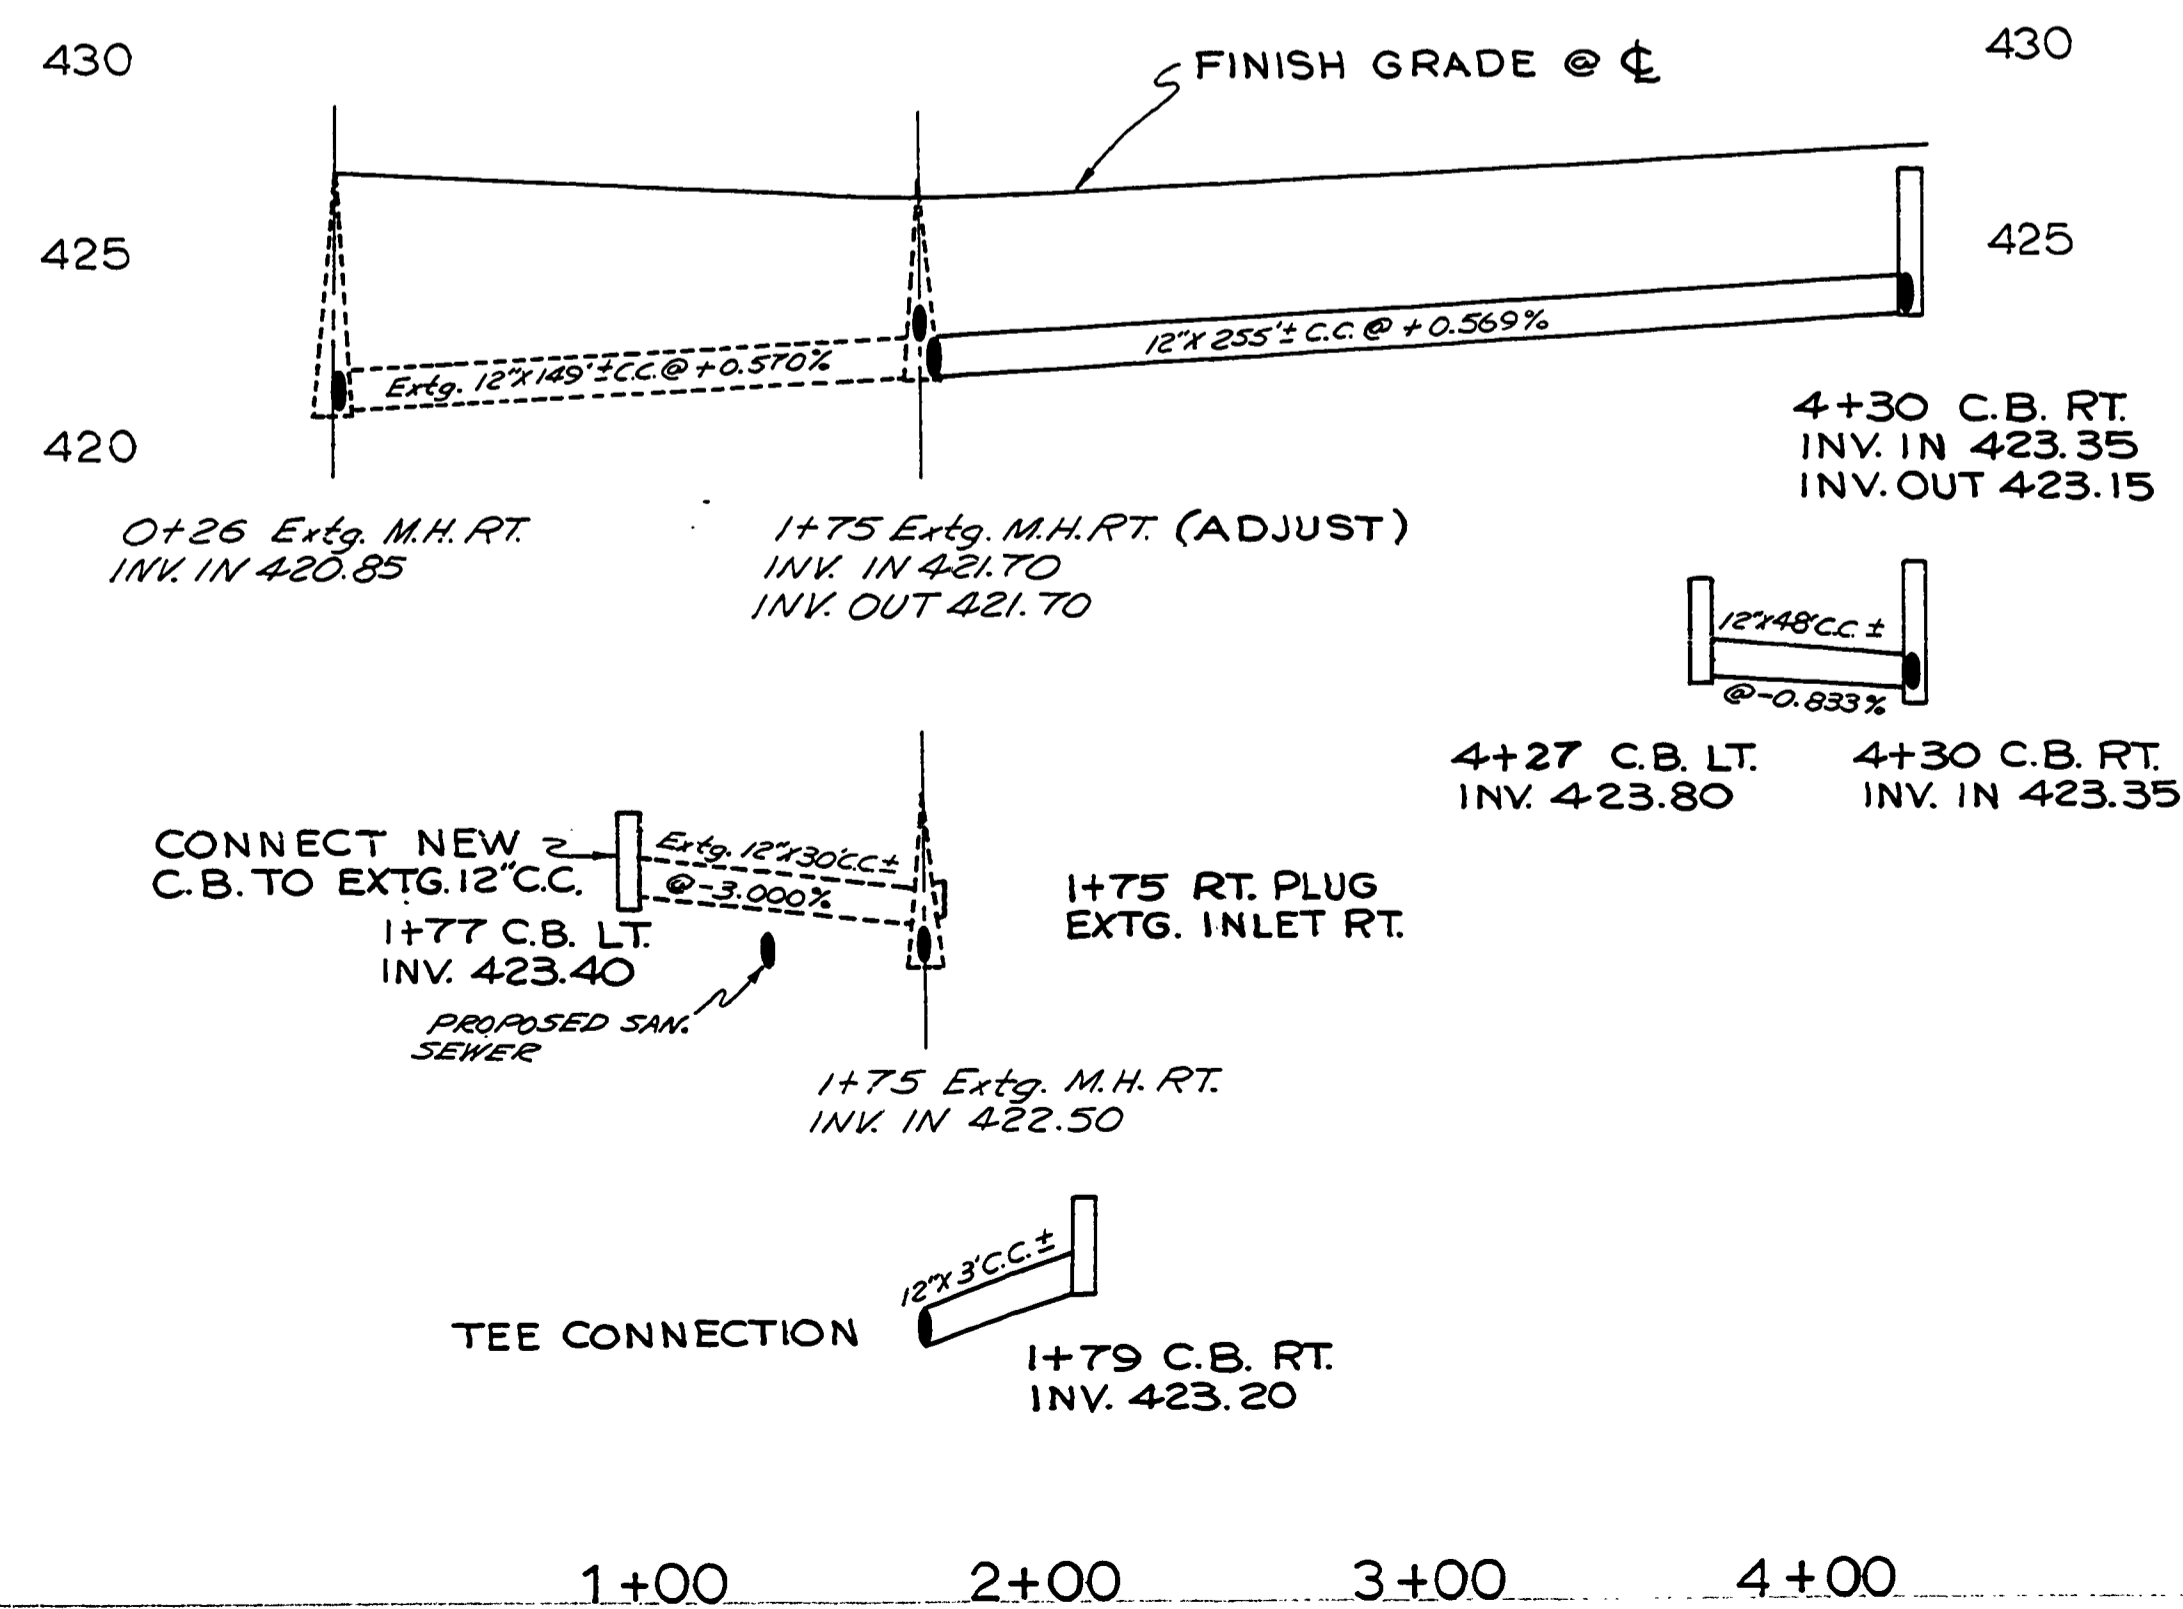 430
430
FINISH GRADE @ ℄
425
425
12"X 255'± C.C. @ +0.569%
Extg. 12"X149'±C.C.@+0.570%
420
4+30 C.B. RT.
INV. IN 423.35
INV. OUT 423.15
0+26 Extg. M.H. RT.
INV. IN 420.85
1+75 Extg. M.H. RT. (ADJUST)
INV. IN 421.70
INV. OUT 421.70
12"X48'C.C. ±
@-0.833%
4+27 C.B. LT.
INV. 423.80
4+30 C.B. RT.
INV. IN 423.35
CONNECT NEW
C.B. TO EXTG. 12"C.C.
Extg. 12"X30'C.C±
@-3.000%
1+77 C.B. LT.
INV. 423.40
1+75 RT. PLUG
EXTG. INLET RT.
PROPOSED SAN.
SEWER
1+75 Extg. M.H. RT.
INV. IN 422.50
12"X 3'C.C. ±
TEE CONNECTION
1+79 C.B. RT.
INV. 423.20
1+00 2+00 3+00 4+00